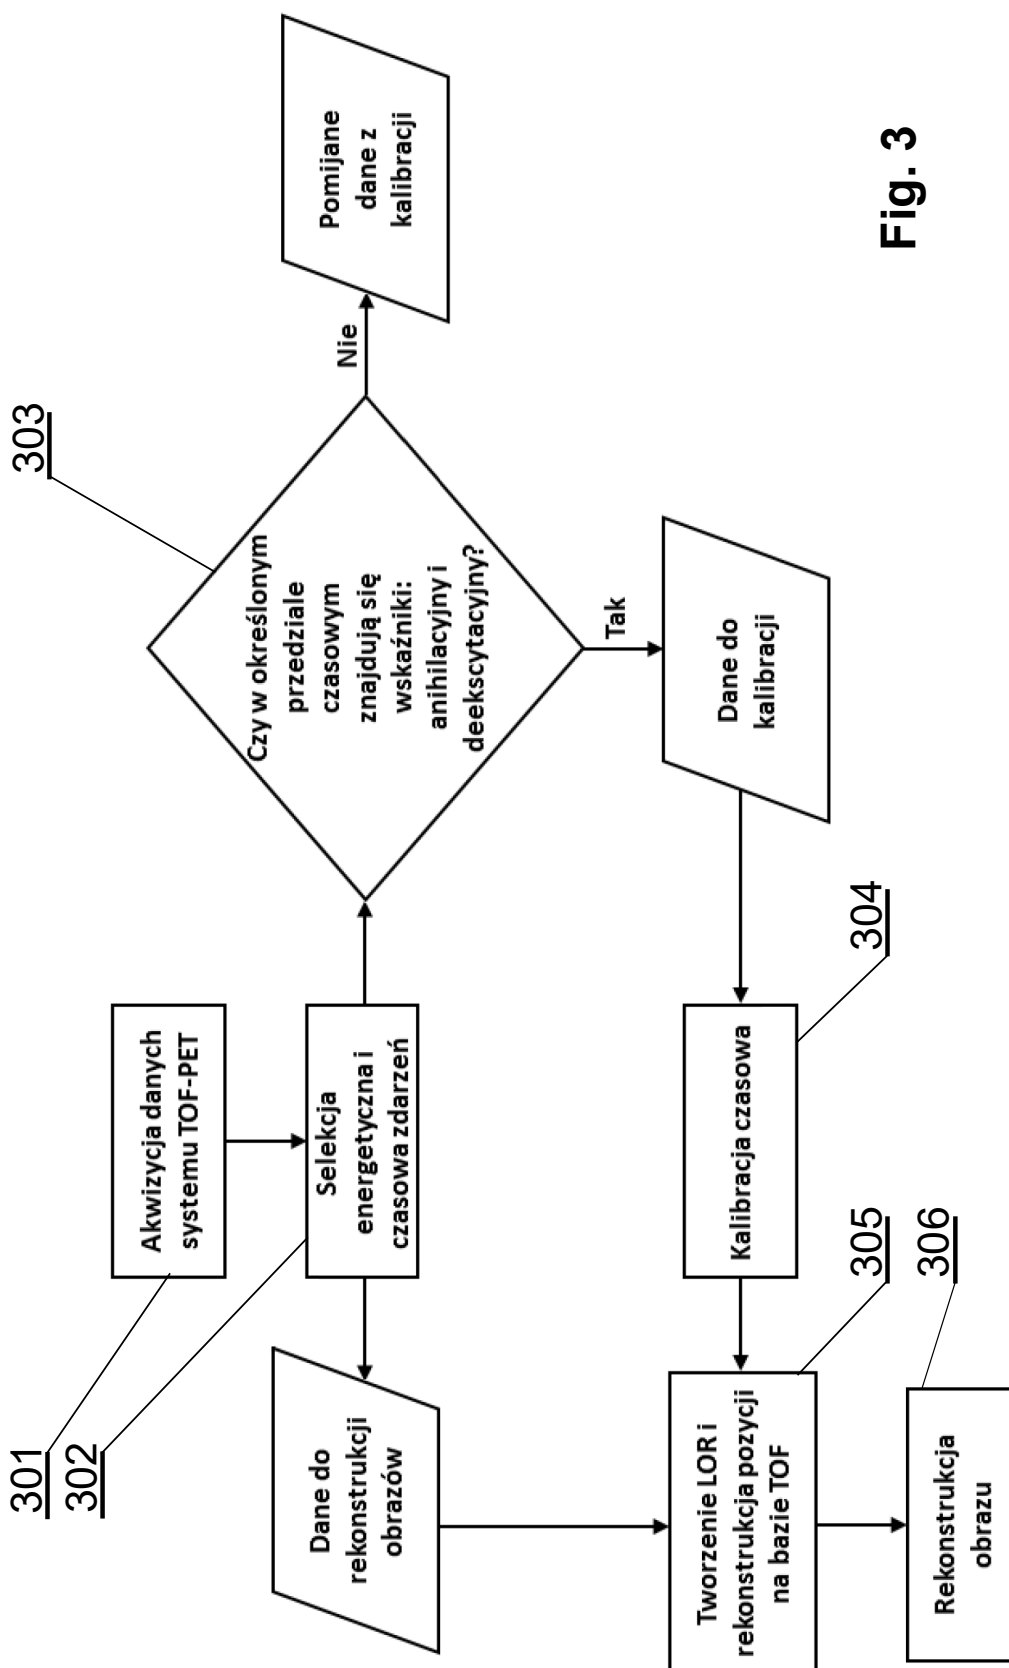 301
Akwizycja danych
systemu TOF-PET
302
Selekcja
energetyczna i
czasowa zdarzeń
303
Czy w określonym
przedziale
czasowym
znajdują się
wskaźniki:
anihilacyjny i
deekscytacyjny?
Nie
Pomijane
dane z
kalibracji
Tak
Dane do
kalibracji
Dane do
rekonstrukcji
obrazów
304
Kalibracja czasowa
305
Tworzenie LOR i
rekonstrukcja pozycji
na bazie TOF
306
Rekonstrukcja
obrazu
Fig. 3